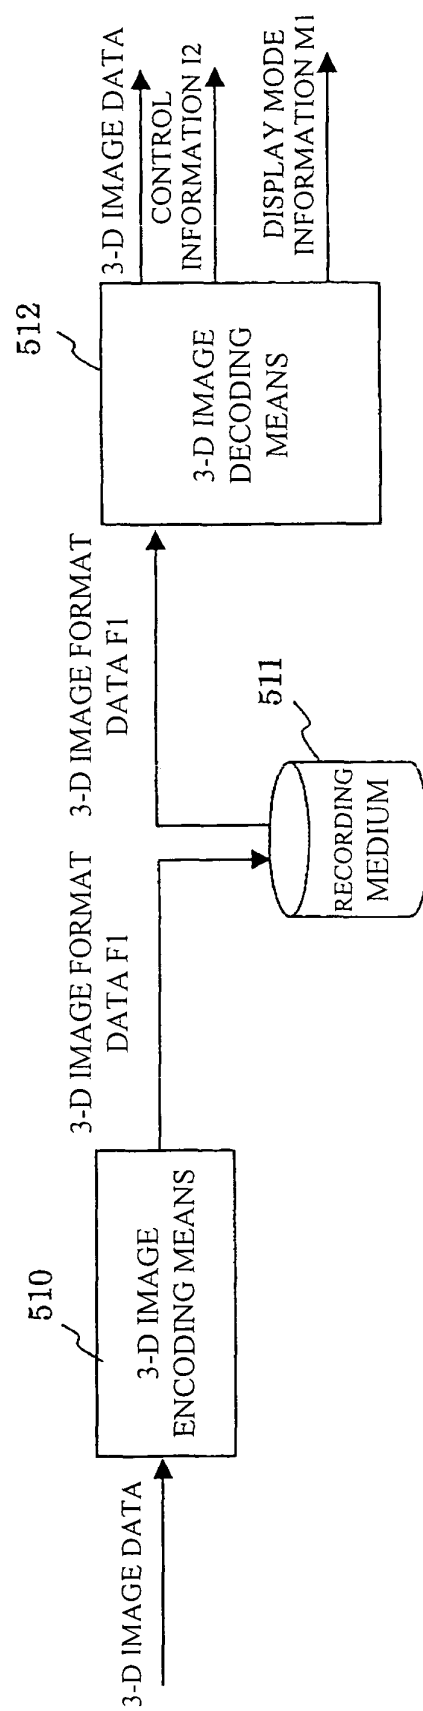 3-D IMAGE DATA
510
3-D IMAGE
ENCODING MEANS
3-D IMAGE FORMAT
DATA F1
511
RECORDING
MEDIUM
3-D IMAGE FORMAT
DATA F1
512
3-D IMAGE
DECODING
MEANS
3-D IMAGE DATA
CONTROL
INFORMATION I2
DISPLAY MODE
INFORMATION M1